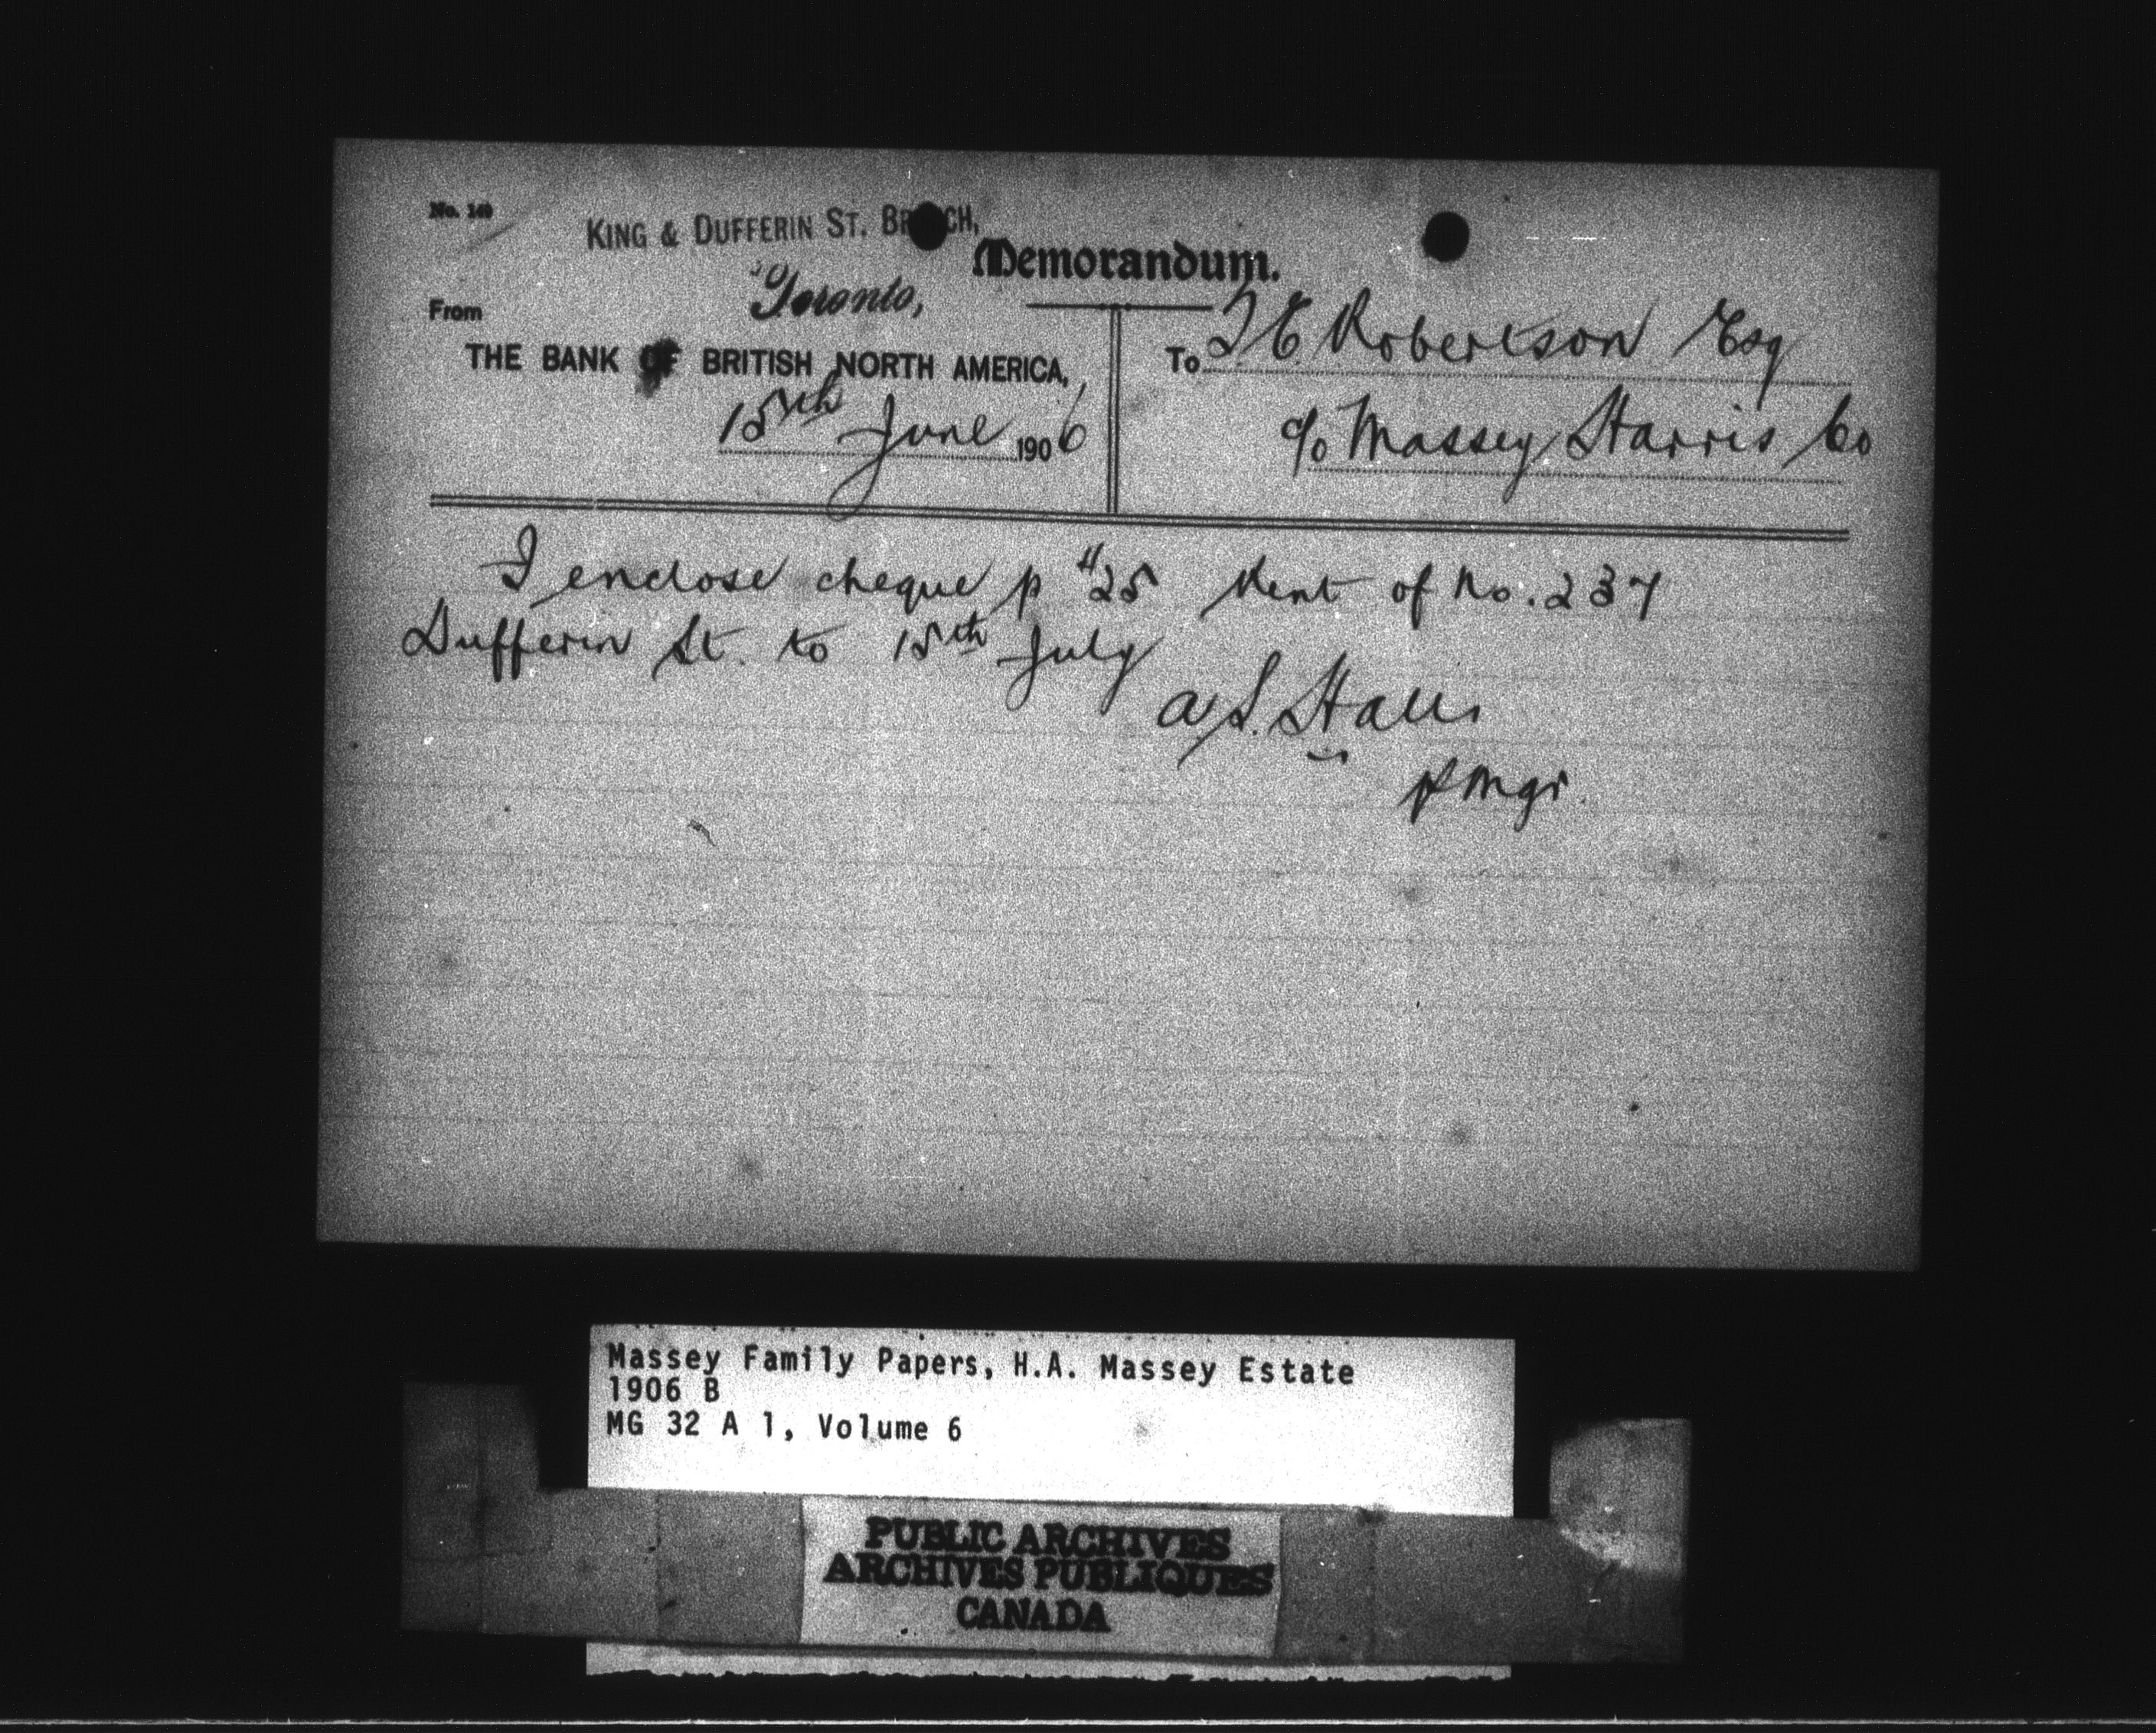 No. 140
KING & DUFFERIN ST. BRANCH,
Memorandum.
Toronto,
From
THE BANK OF BRITISH NORTH AMERICA,
15th June 1906
To T. E. Robertson Esq
c/o Massey Harris Co
I enclose cheque p $25 Rent of No. 237
Dufferin St. to 15th July
A. S. Hall
p Mgr.
Massey Family Papers, H.A. Massey Estate
1906 B
MG 32 A 1, Volume 6
PUBLIC ARCHIVES
ARCHIVES PUBLIQUES
CANADA